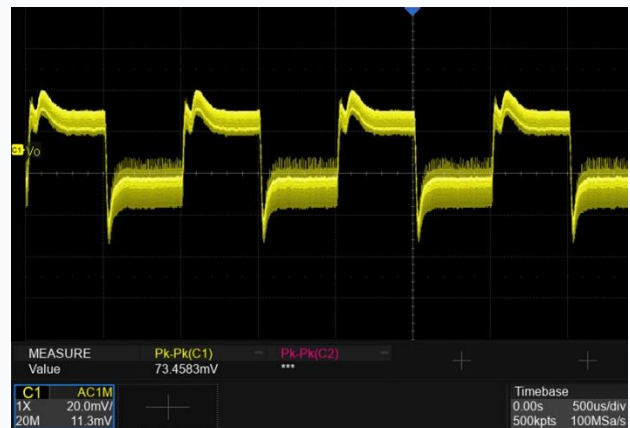 C1 Vo
MEASURE Pk-Pk(C1) Pk-Pk(C2)
Value 73.4583mV ***
C1 AC1M
1X 20.0mV/
20M 11.3mV
Timebase
0.00s 500us/div
500kpts 100MSa/s